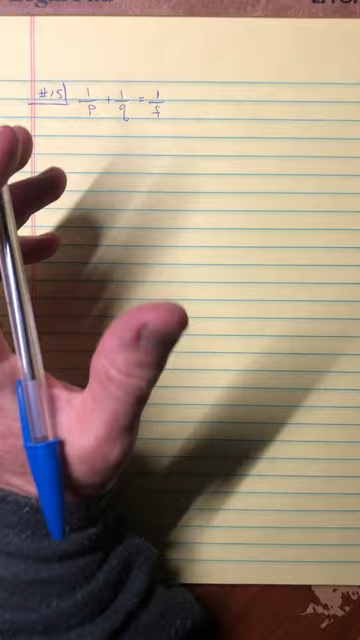 #15 1/p + 1/q = 1/f